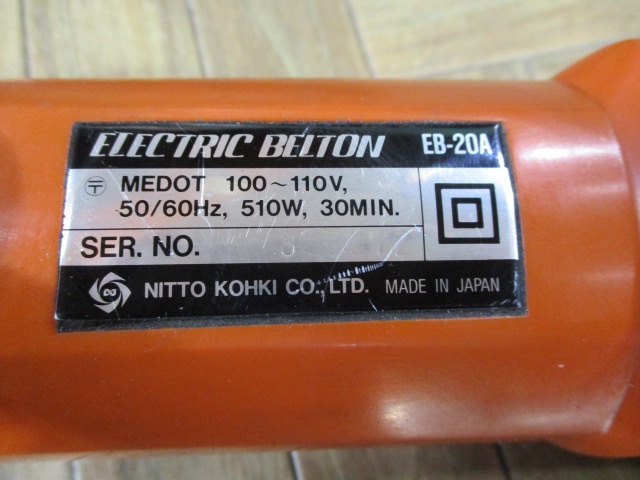 ELECTRIC BELTON EB-20A
〒 MEDOT 100~110V,
50/60Hz, 510W, 30MIN.
SER. NO.
NITTO KOHKI CO., LTD. MADE IN JAPAN